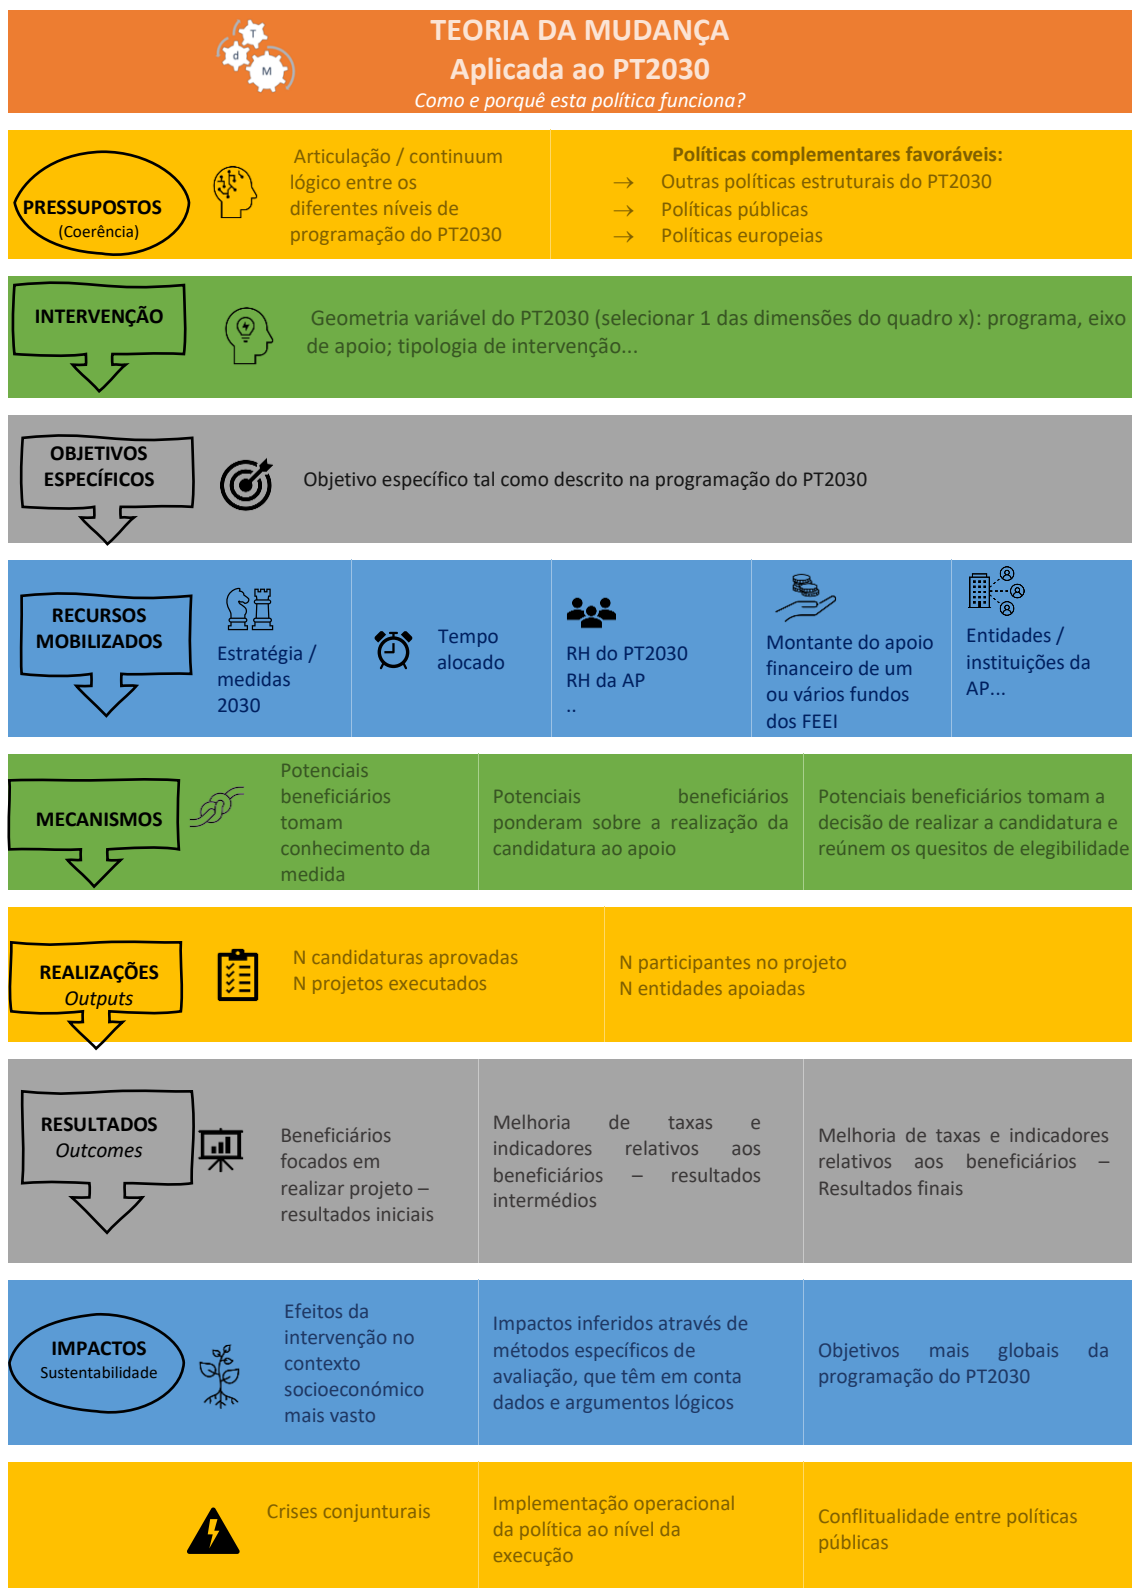 TEORIA DA MUDANÇA
Aplicada ao PT2030
Como e porquê esta política funciona?
T
d
M
PRESSUPOSTOS
(Coerência)
Articulação / continuum
lógico entre os
diferentes níveis de
programação do PT2030
Políticas complementares favoráveis:
→ Outras políticas estruturais do PT2030
→ Políticas públicas
→ Políticas europeias
INTERVENÇÃO
Geometria variável do PT2030 (selecionar 1 das dimensões do quadro x): programa, eixo
de apoio; tipologia de intervenção...
OBJETIVOS
ESPECÍFICOS
Objetivo específico tal como descrito na programação do PT2030
RECURSOS
MOBILIZADOS
Estratégia /
medidas
2030
Tempo
alocado
RH do PT2030
RH da AP
..
Montante do apoio
financeiro de um
ou vários fundos
dos FEEI
Entidades /
instituições da
AP...
MECANISMOS
Potenciais
beneficiários
tomam
conhecimento da
medida
Potenciais beneficiários
ponderam sobre a realização da
candidatura ao apoio
Potenciais beneficiários tomam a
decisão de realizar a candidatura e
reúnem os quesitos de elegibilidade
REALIZAÇÕES
Outputs
N candidaturas aprovadas
N projetos executados
N participantes no projeto
N entidades apoiadas
RESULTADOS
Outcomes
Beneficiários
focados em
realizar projeto –
resultados iniciais
Melhoria de taxas e
indicadores relativos aos
beneficiários – resultados
intermédios
Melhoria de taxas e indicadores
relativos aos beneficiários –
Resultados finais
IMPACTOS
Sustentabilidade
Efeitos da
intervenção no
contexto
socioeconómico
mais vasto
Impactos inferidos através de
métodos específicos de
avaliação, que têm em conta
dados e argumentos lógicos
Objetivos mais globais da
programação do PT2030
Crises conjunturais
Implementação operacional
da política ao nível da
execução
Conflitualidade entre políticas
públicas